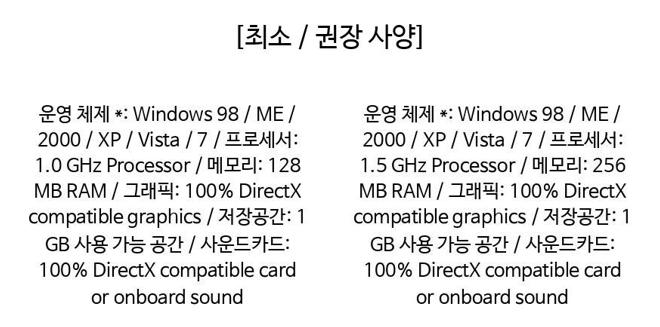 [최소 / 권장 사양]
운영 체제 *: Windows 98 / ME /
2000 / XP / Vista / 7 / 프로세서:
1.0 GHz Processor / 메모리: 128
MB RAM / 그래픽: 100% DirectX
compatible graphics / 저장공간: 1
GB 사용 가능 공간 / 사운드카드:
100% DirectX compatible card
or onboard sound
운영 체제 *: Windows 98 / ME /
2000 / XP / Vista / 7 / 프로세서:
1.5 GHz Processor / 메모리: 256
MB RAM / 그래픽: 100% DirectX
compatible graphics / 저장공간: 1
GB 사용 가능 공간 / 사운드카드:
100% DirectX compatible card
or onboard sound